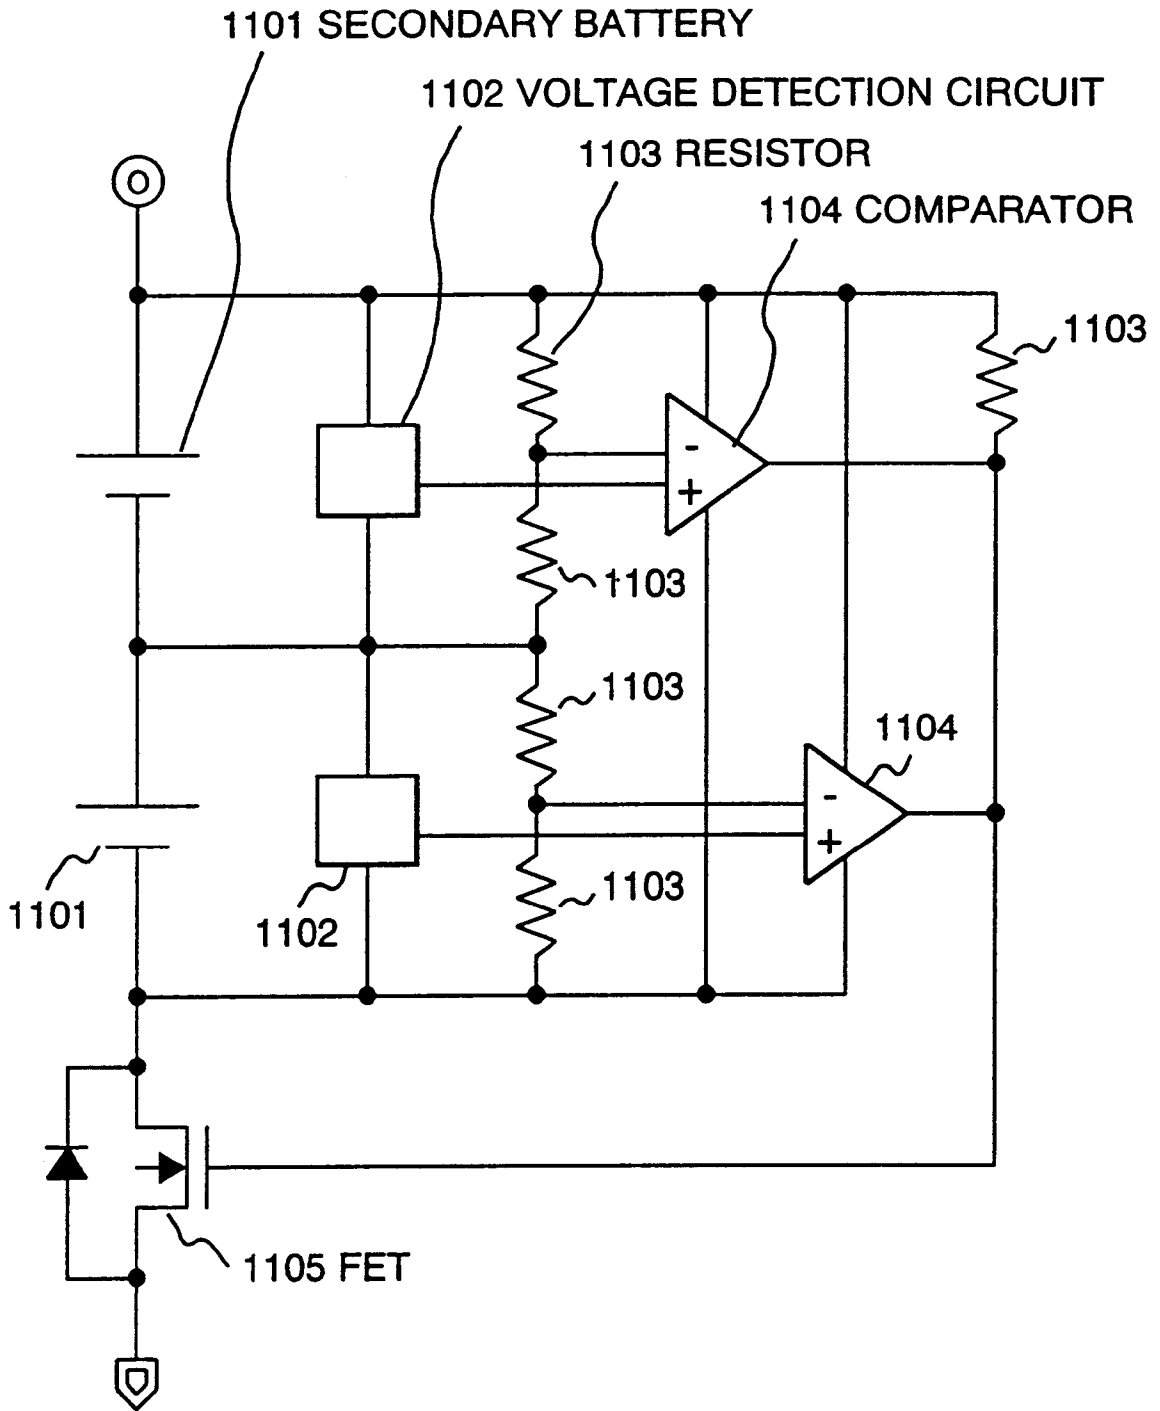 1101 SECONDARY BATTERY
1102 VOLTAGE DETECTION CIRCUIT
1103 RESISTOR
1104 COMPARATOR
1103
-
+
1103
1103
1104
-
+
1103
1101
1102
1105 FET